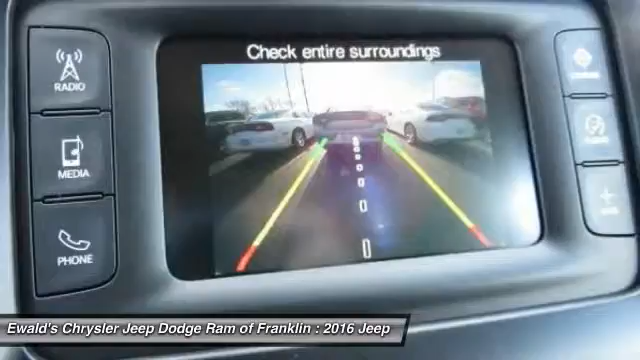 Check entire surroundings
RADIO
MEDIA
PHONE
Ewald's Chrysler Jeep Dodge Ram of Franklin : 2016 Jeep